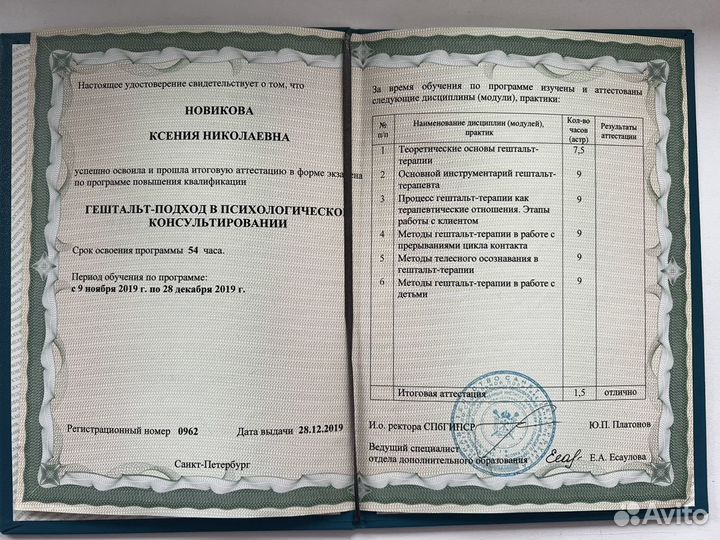 Настоящее удостоверение свидетельствует о том, что
НОВИКОВА
КСЕНИЯ НИКОЛАЕВНА
успешно освоила и прошла итоговую аттестацию в форме экзамена
по программе повышения квалификации
ГЕШТАЛЬТ-ПОДХОД В ПСИХОЛОГИЧЕСКОМ
КОНСУЛЬТИРОВАНИИ
Срок освоения программы 54 часа.
Период обучения по программе:
с 9 ноября 2019 г. по 28 декабря 2019 г.
Регистрационный номер 0962 Дата выдачи 28.12.2019
Санкт-Петербург
За время обучения по программе изучены и аттестованы
следующие дисциплины (модули), практики:
№ п/п Наименование дисциплин (модулей), практик Кол-во часов (астр) Результаты аттестации
1 Теоретические основы гештальт- 7,5
терапии
2 Основной инструментарий гештальт- 9
терапевта
3 Процесс гештальт-терапии как 9
терапевтические отношения. Этапы
работы с клиентом
4 Методы гештальт-терапии в работе с 9
прерываниями цикла контакта
5 Методы телесного осознавания в 9
гештальт-терапии
6 Методы гештальт-терапии в работе с 9
детьми
Итоговая аттестация 1,5 отлично
И.о. ректора СПбГИПСР Ю.П. Платонов
Ведущий специалист
отдела дополнительного образования Е.А. Есаулова
Avito